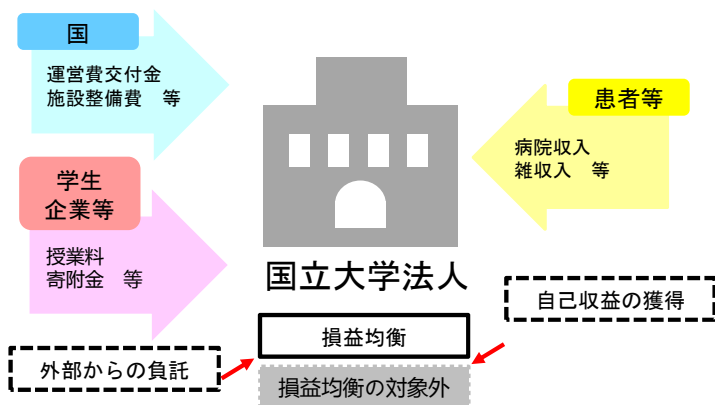 国
運営費交付金
施設整備費　等
学生
企業等
授業料
寄附金　等
患者等
病院収入
雑収入　等
国立大学法人
自己収益の獲得
損益均衡
外部からの負託
損益均衡の対象外